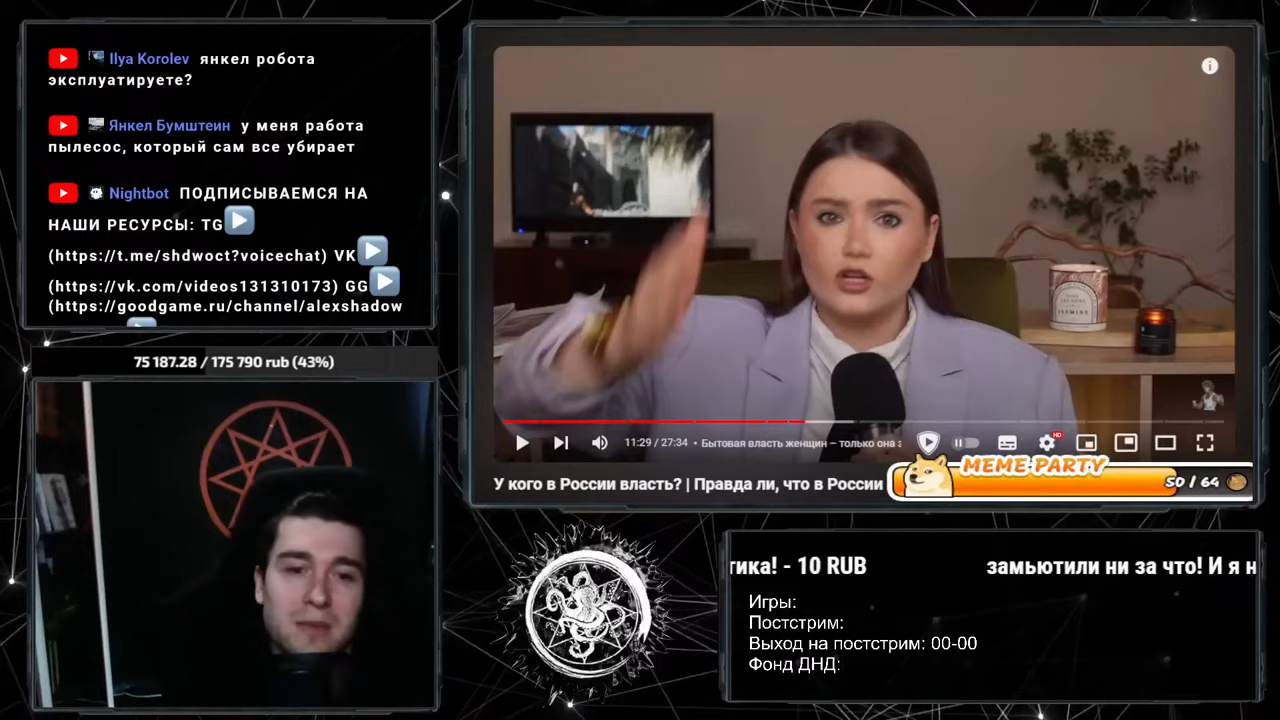 Ilya Korolev янкел робота
эксплуатируете?
Янкел Бумштеин у меня работа
пылесос, который сам все убирает
Nightbot ПОДПИСЫВАЕМСЯ НА
НАШИ РЕСУРСЫ: TG
(https://t.me/shdwoct?voicechat) VK
(https://vk.com/videos131310173) GG
(https://goodgame.ru/channel/alexshadow
75 187.28 / 175 790 rub (43%)
JASMINE
11:29 / 27:34 • Бытовая власть женщин – только она з
HD
У кого в России власть? | Правда ли, что в России
MEME PARTY
50 / 64
тика! - 10 RUB
замьютили ни за что! И я н
Игры:
Постстрим:
Выход на постстрим: 00-00
Фонд ДНД: